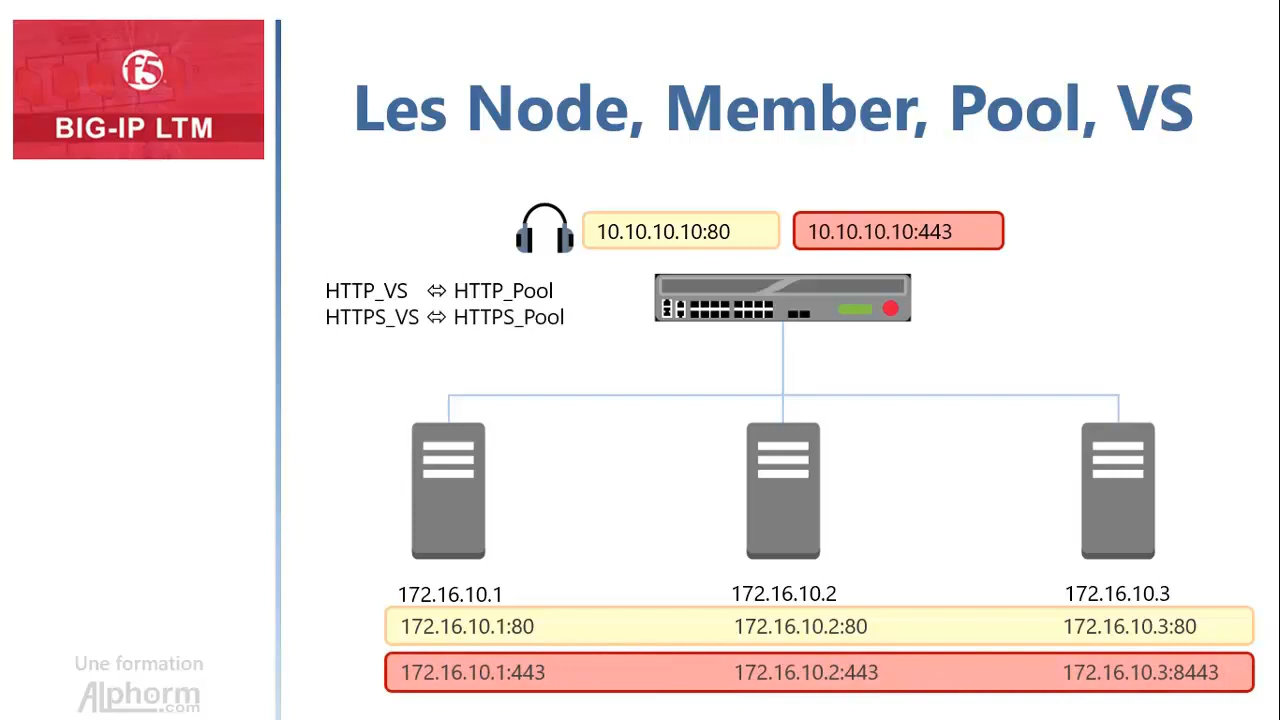 f5
BIG-IP LTM
Les Node, Member, Pool, VS
10.10.10.10:80
10.10.10.10:443
HTTP_VS ⬄ HTTP_Pool
HTTPS_VS ⬄ HTTPS_Pool
172.16.10.1
172.16.10.2
172.16.10.3
172.16.10.1:80
172.16.10.2:80
172.16.10.3:80
172.16.10.1:443
172.16.10.2:443
172.16.10.3:8443
Une formation
Alphorm
.com